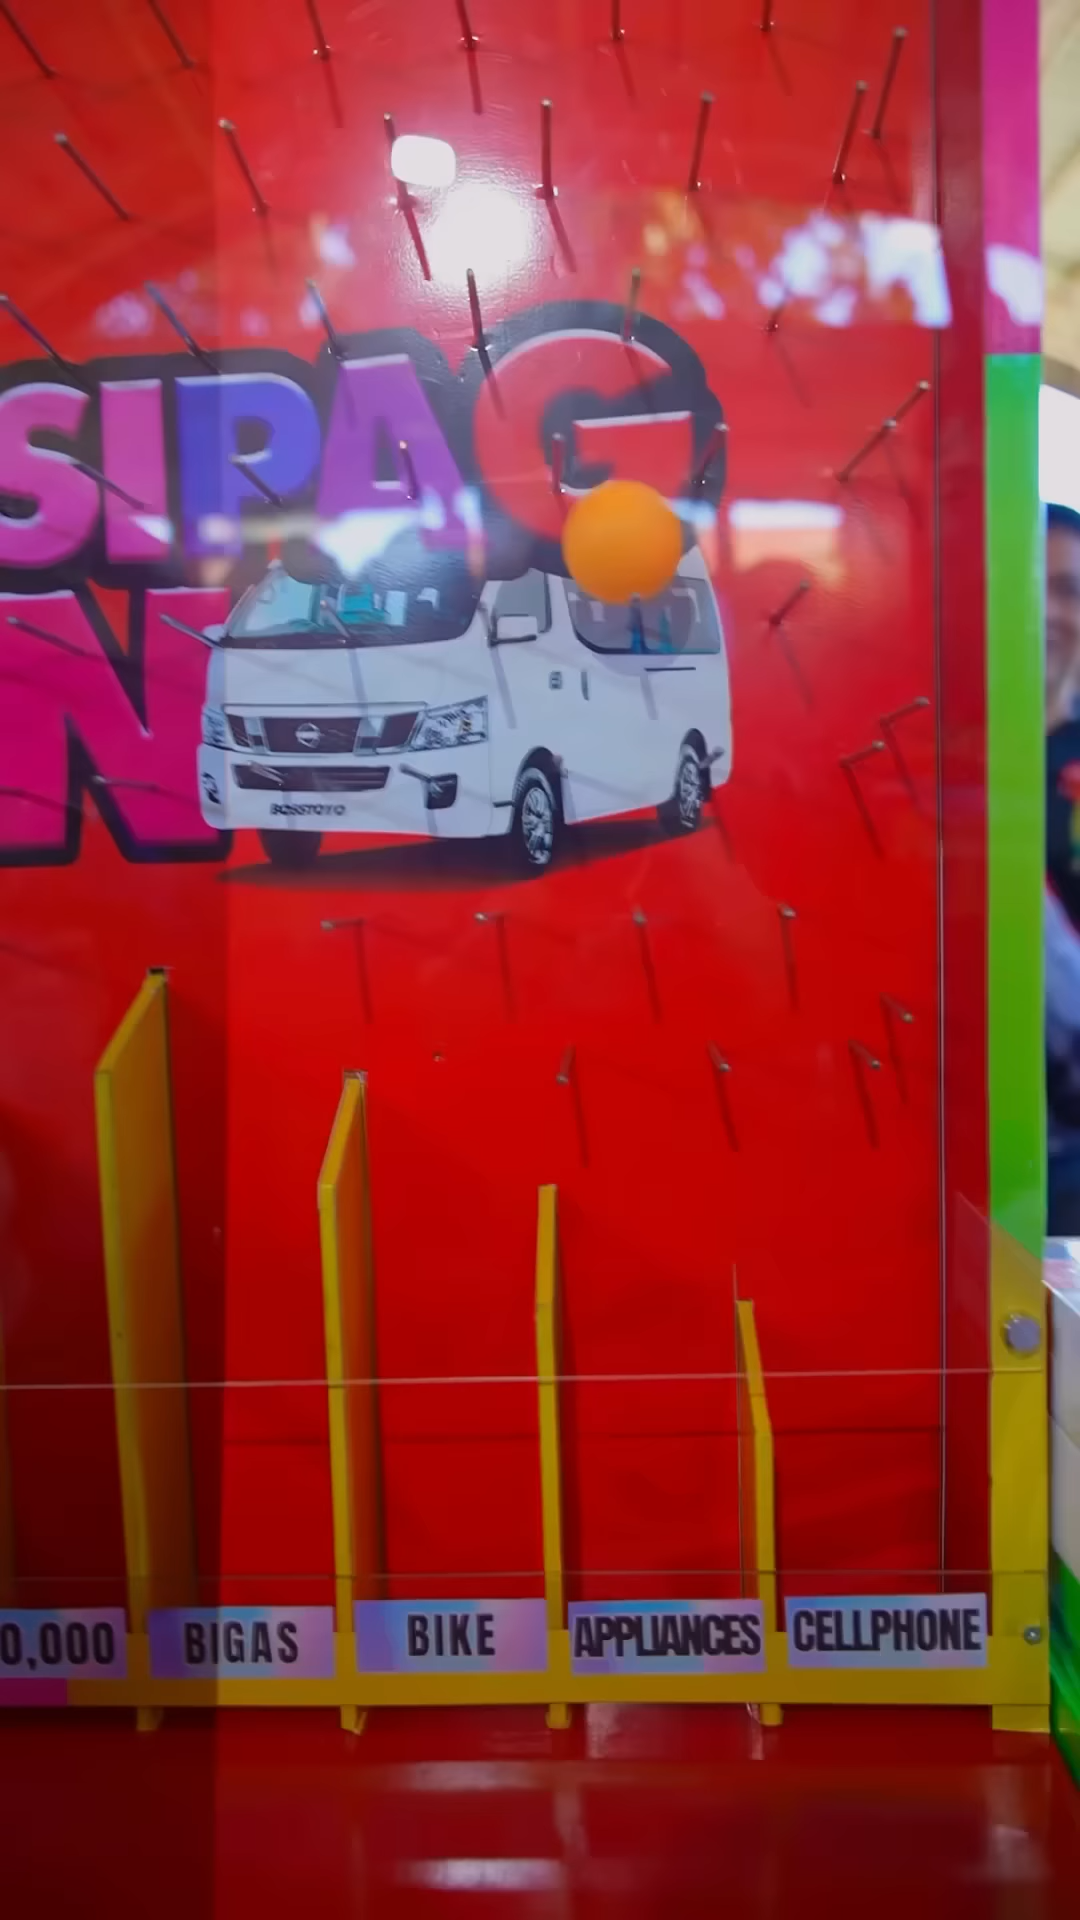 SIPAG
N
BOSSTOYO
0,000
BIGAS
BIKE
APPLIANCES
CELLPHONE